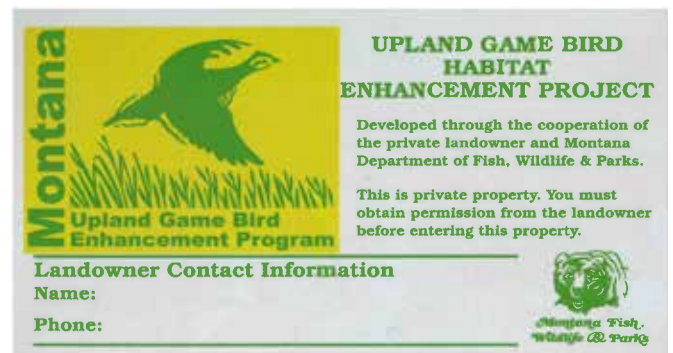 Montana
Upland Game Bird
Enhancement Program
UPLAND GAME BIRD
HABITAT
ENHANCEMENT PROJECT
Developed through the cooperation of
the private landowner and Montana
Department of Fish, Wildlife & Parks.
This is private property. You must
obtain permission from the landowner
before entering this property.
Landowner Contact Information
Name:
Phone:
Montana Fish,
Wildlife & Parks